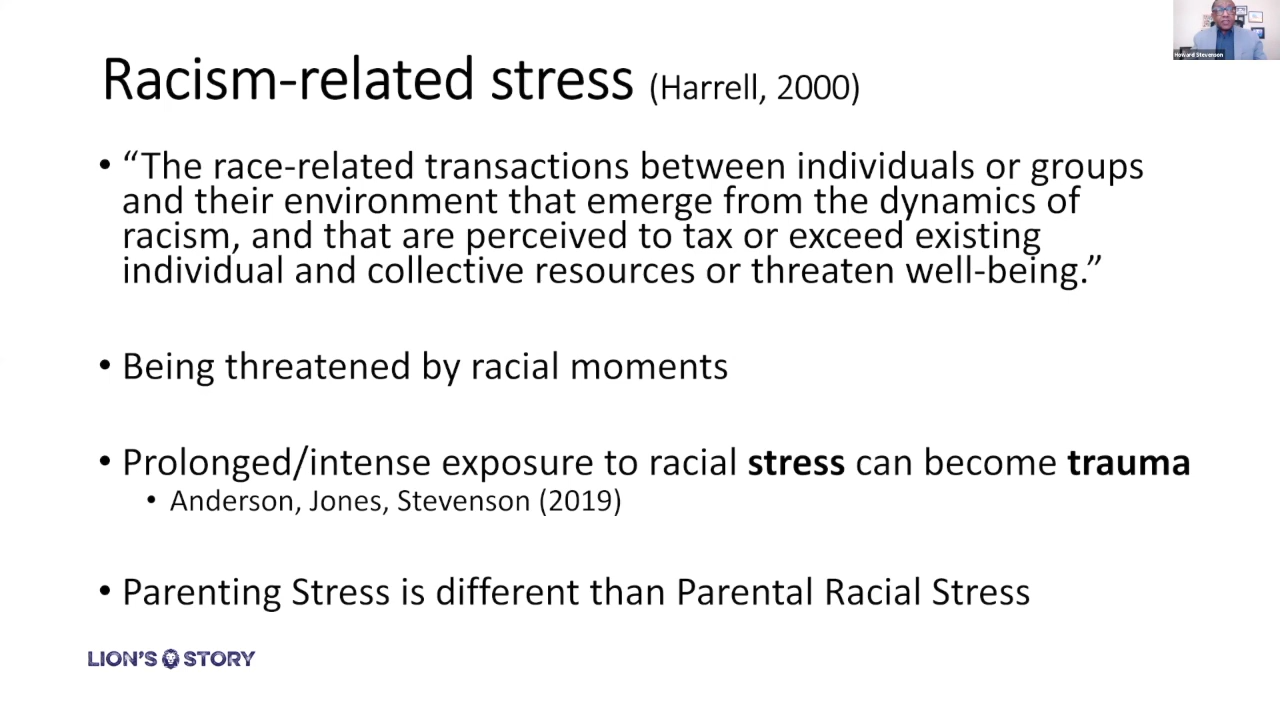 Howard Stevenson
Racism-related stress (Harrell, 2000)
• “The race-related transactions between individuals or groups
and their environment that emerge from the dynamics of
racism, and that are perceived to tax or exceed existing
individual and collective resources or threaten well-being.”
• Being threatened by racial moments
• Prolonged/intense exposure to racial stress can become trauma
• Anderson, Jones, Stevenson (2019)
• Parenting Stress is different than Parental Racial Stress
LION'S STORY